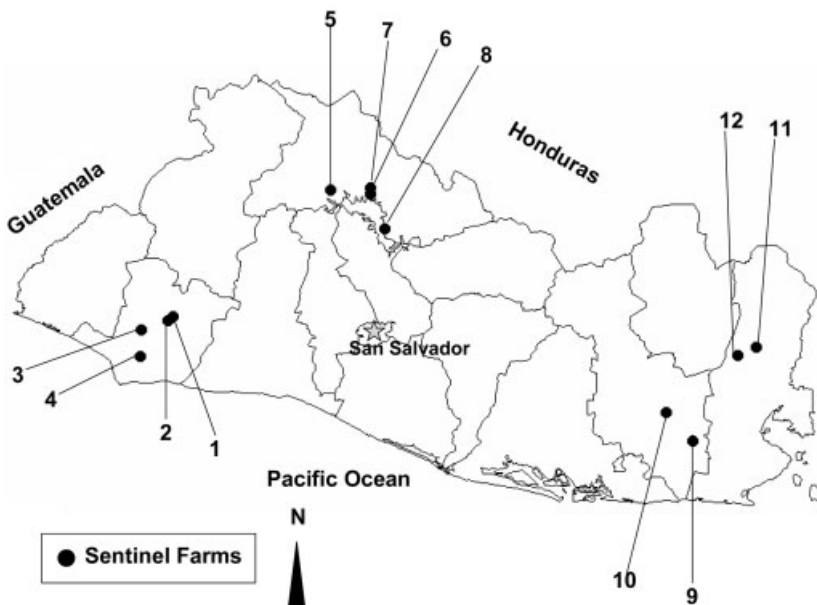 5
7
6
8
Honduras
12
11
Guatemala
San Salvador
3
4
2
1
Pacific Ocean
N
10
9
Sentinel Farms